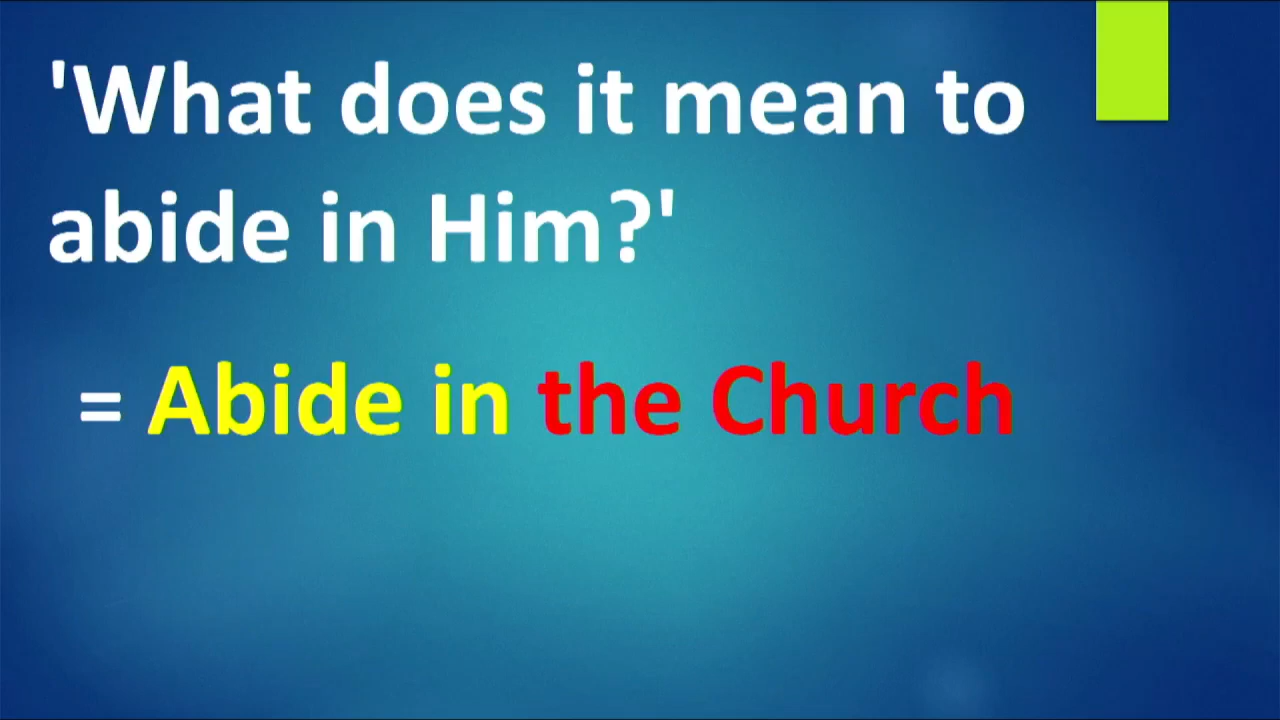 'What does it mean to
abide in Him?'
= Abide in the Church